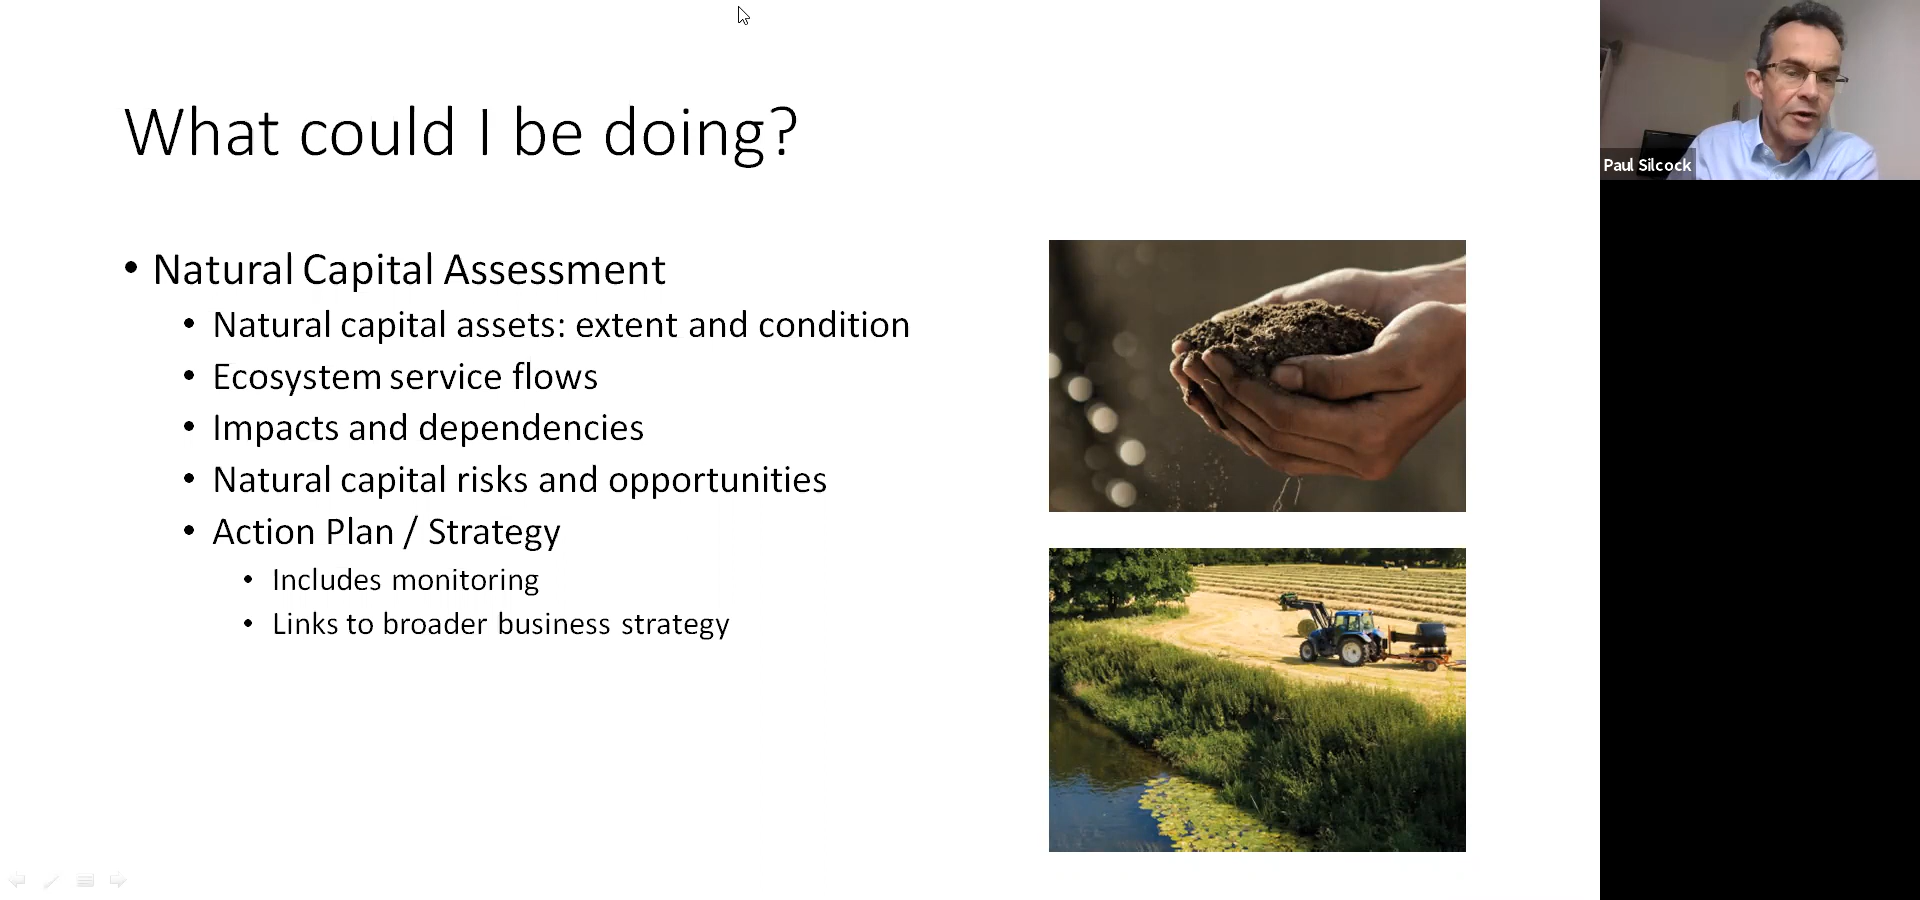 What could I be doing?
• Natural Capital Assessment
• Natural capital assets: extent and condition
• Ecosystem service flows
• Impacts and dependencies
• Natural capital risks and opportunities
• Action Plan / Strategy
• Includes monitoring
• Links to broader business strategy
Paul Silcock